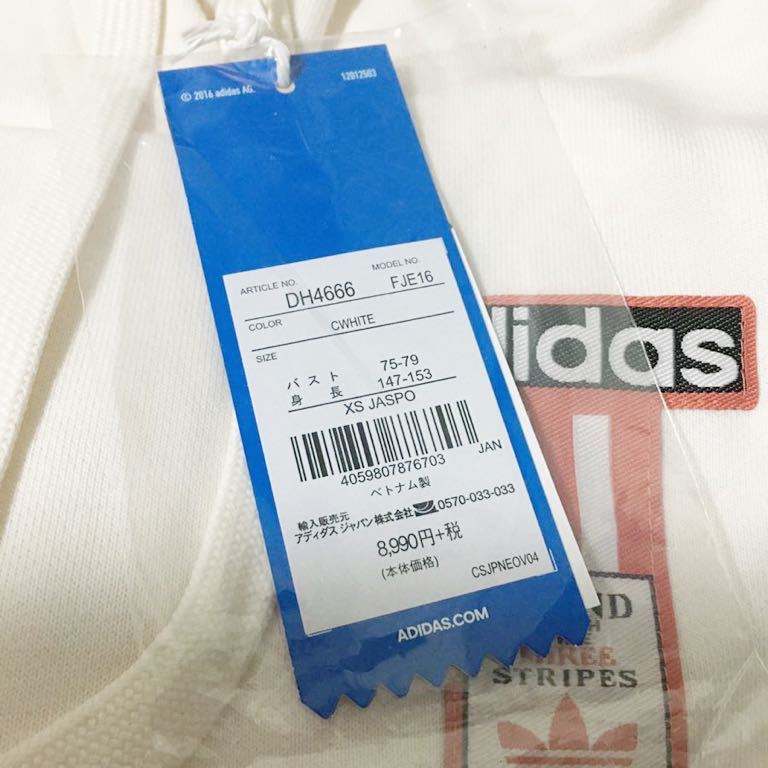 © 2016 adidas AG.
12012503
ARTICLE NO.
MODEL NO.
DH4666
FJE16
COLOR
CWHITE
SIZE
バスト 75-79
身長 147-153
XS JASPO
4059807876703
JAN
ベトナム製
輸入販売元
アディダス ジャパン株式会社 0570-033-033
8,990円+税
(本体価格)
CSJPNEOV04
ADIDAS.COM
didas
ND
STRIPES